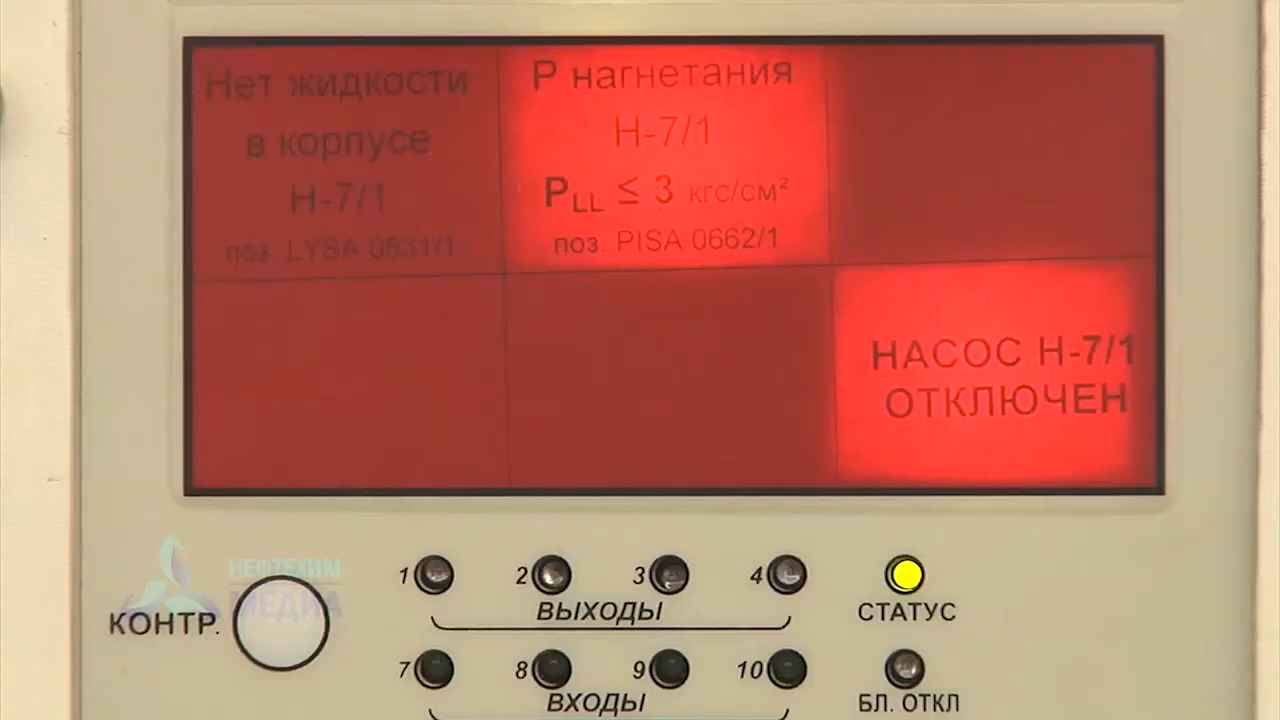 Нет жидкости
в корпусе
Н-7/1
поз. LYSA 0631/1
Р нагнетания
Н-7/1
PLL ≤ 3 кгс/см²
поз. PISA 0662/1
НАСОС Н-7/1
ОТКЛЮЧЕН
НЕФТЕХИМ
МЕДИА
КОНТР.
1 2 3 4
ВЫХОДЫ
СТАТУС
7 8 9 10
ВХОДЫ
БЛ. ОТКЛ